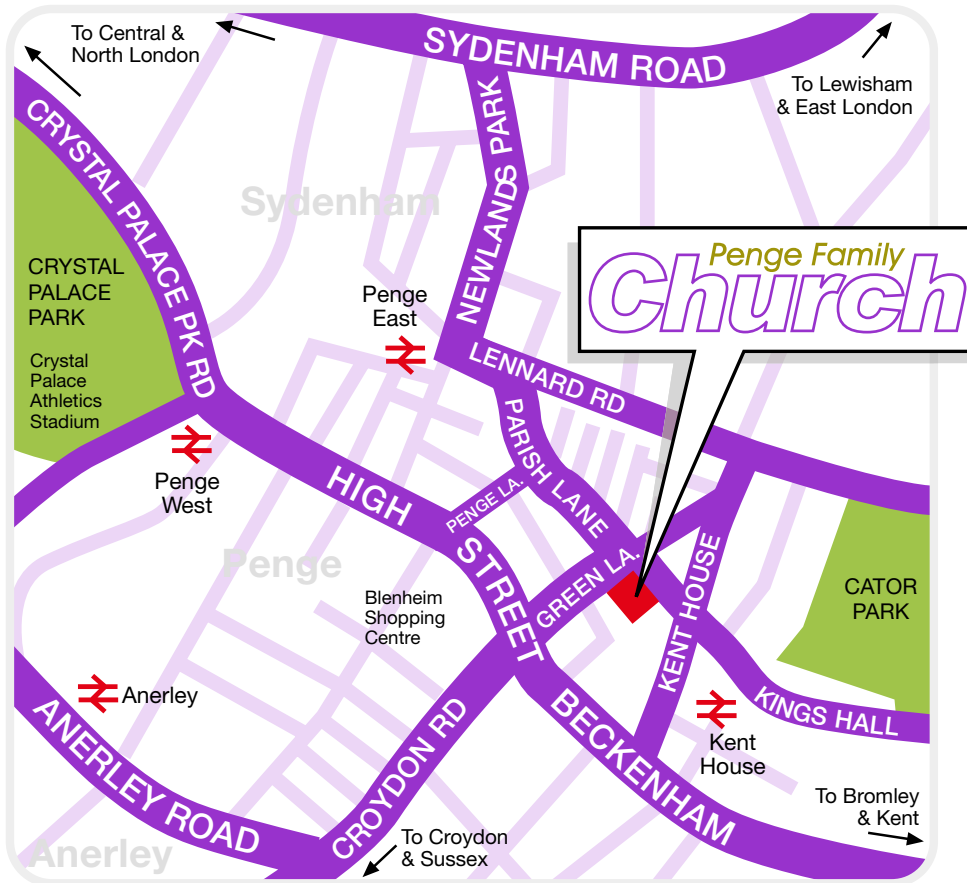 To Central &
North London
SYDENHAM ROAD
To Lewisham
& East London
CRYSTAL PALACE PK RD
NEWLANDS PARK
Sydenham
Penge Family
Church
CRYSTAL
PALACE
PARK
Crystal
Palace
Athletics
Stadium
Penge
East
LENNARD RD
PARISH LANE
Penge
West
HIGH STREET
PENGE LA.
GREEN LA.
KENT HOUSE
Penge
Blenheim
Shopping
Centre
CATOR
PARK
Anerley
ANERLEY ROAD
CROYDON RD
BECKENHAM
KINGS HALL
Kent
House
To Bromley
& Kent
To Croydon
& Sussex
Anerley